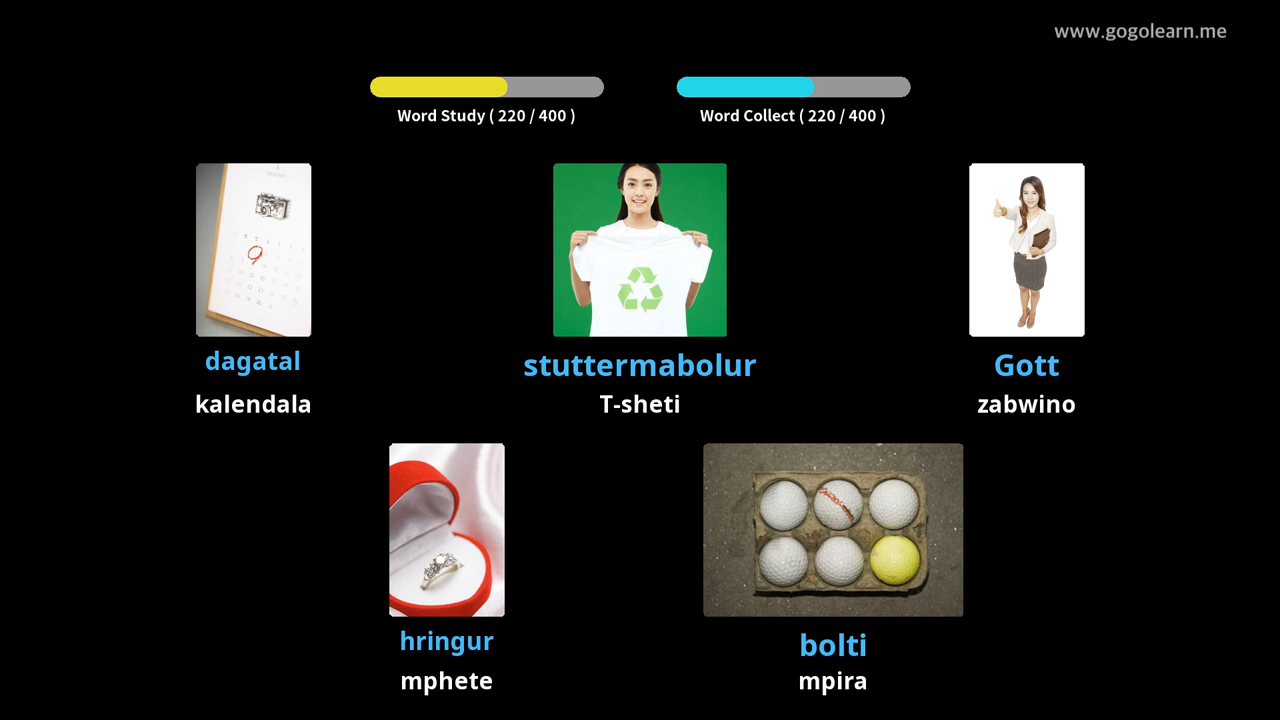 www.gogolearn.me
Word Study ( 220 / 400 )
Word Collect ( 220 / 400 )
dagatal
kalendala
stuttermabolur
T-sheti
Gott
zabwino
hringur
mphete
bolti
mpira